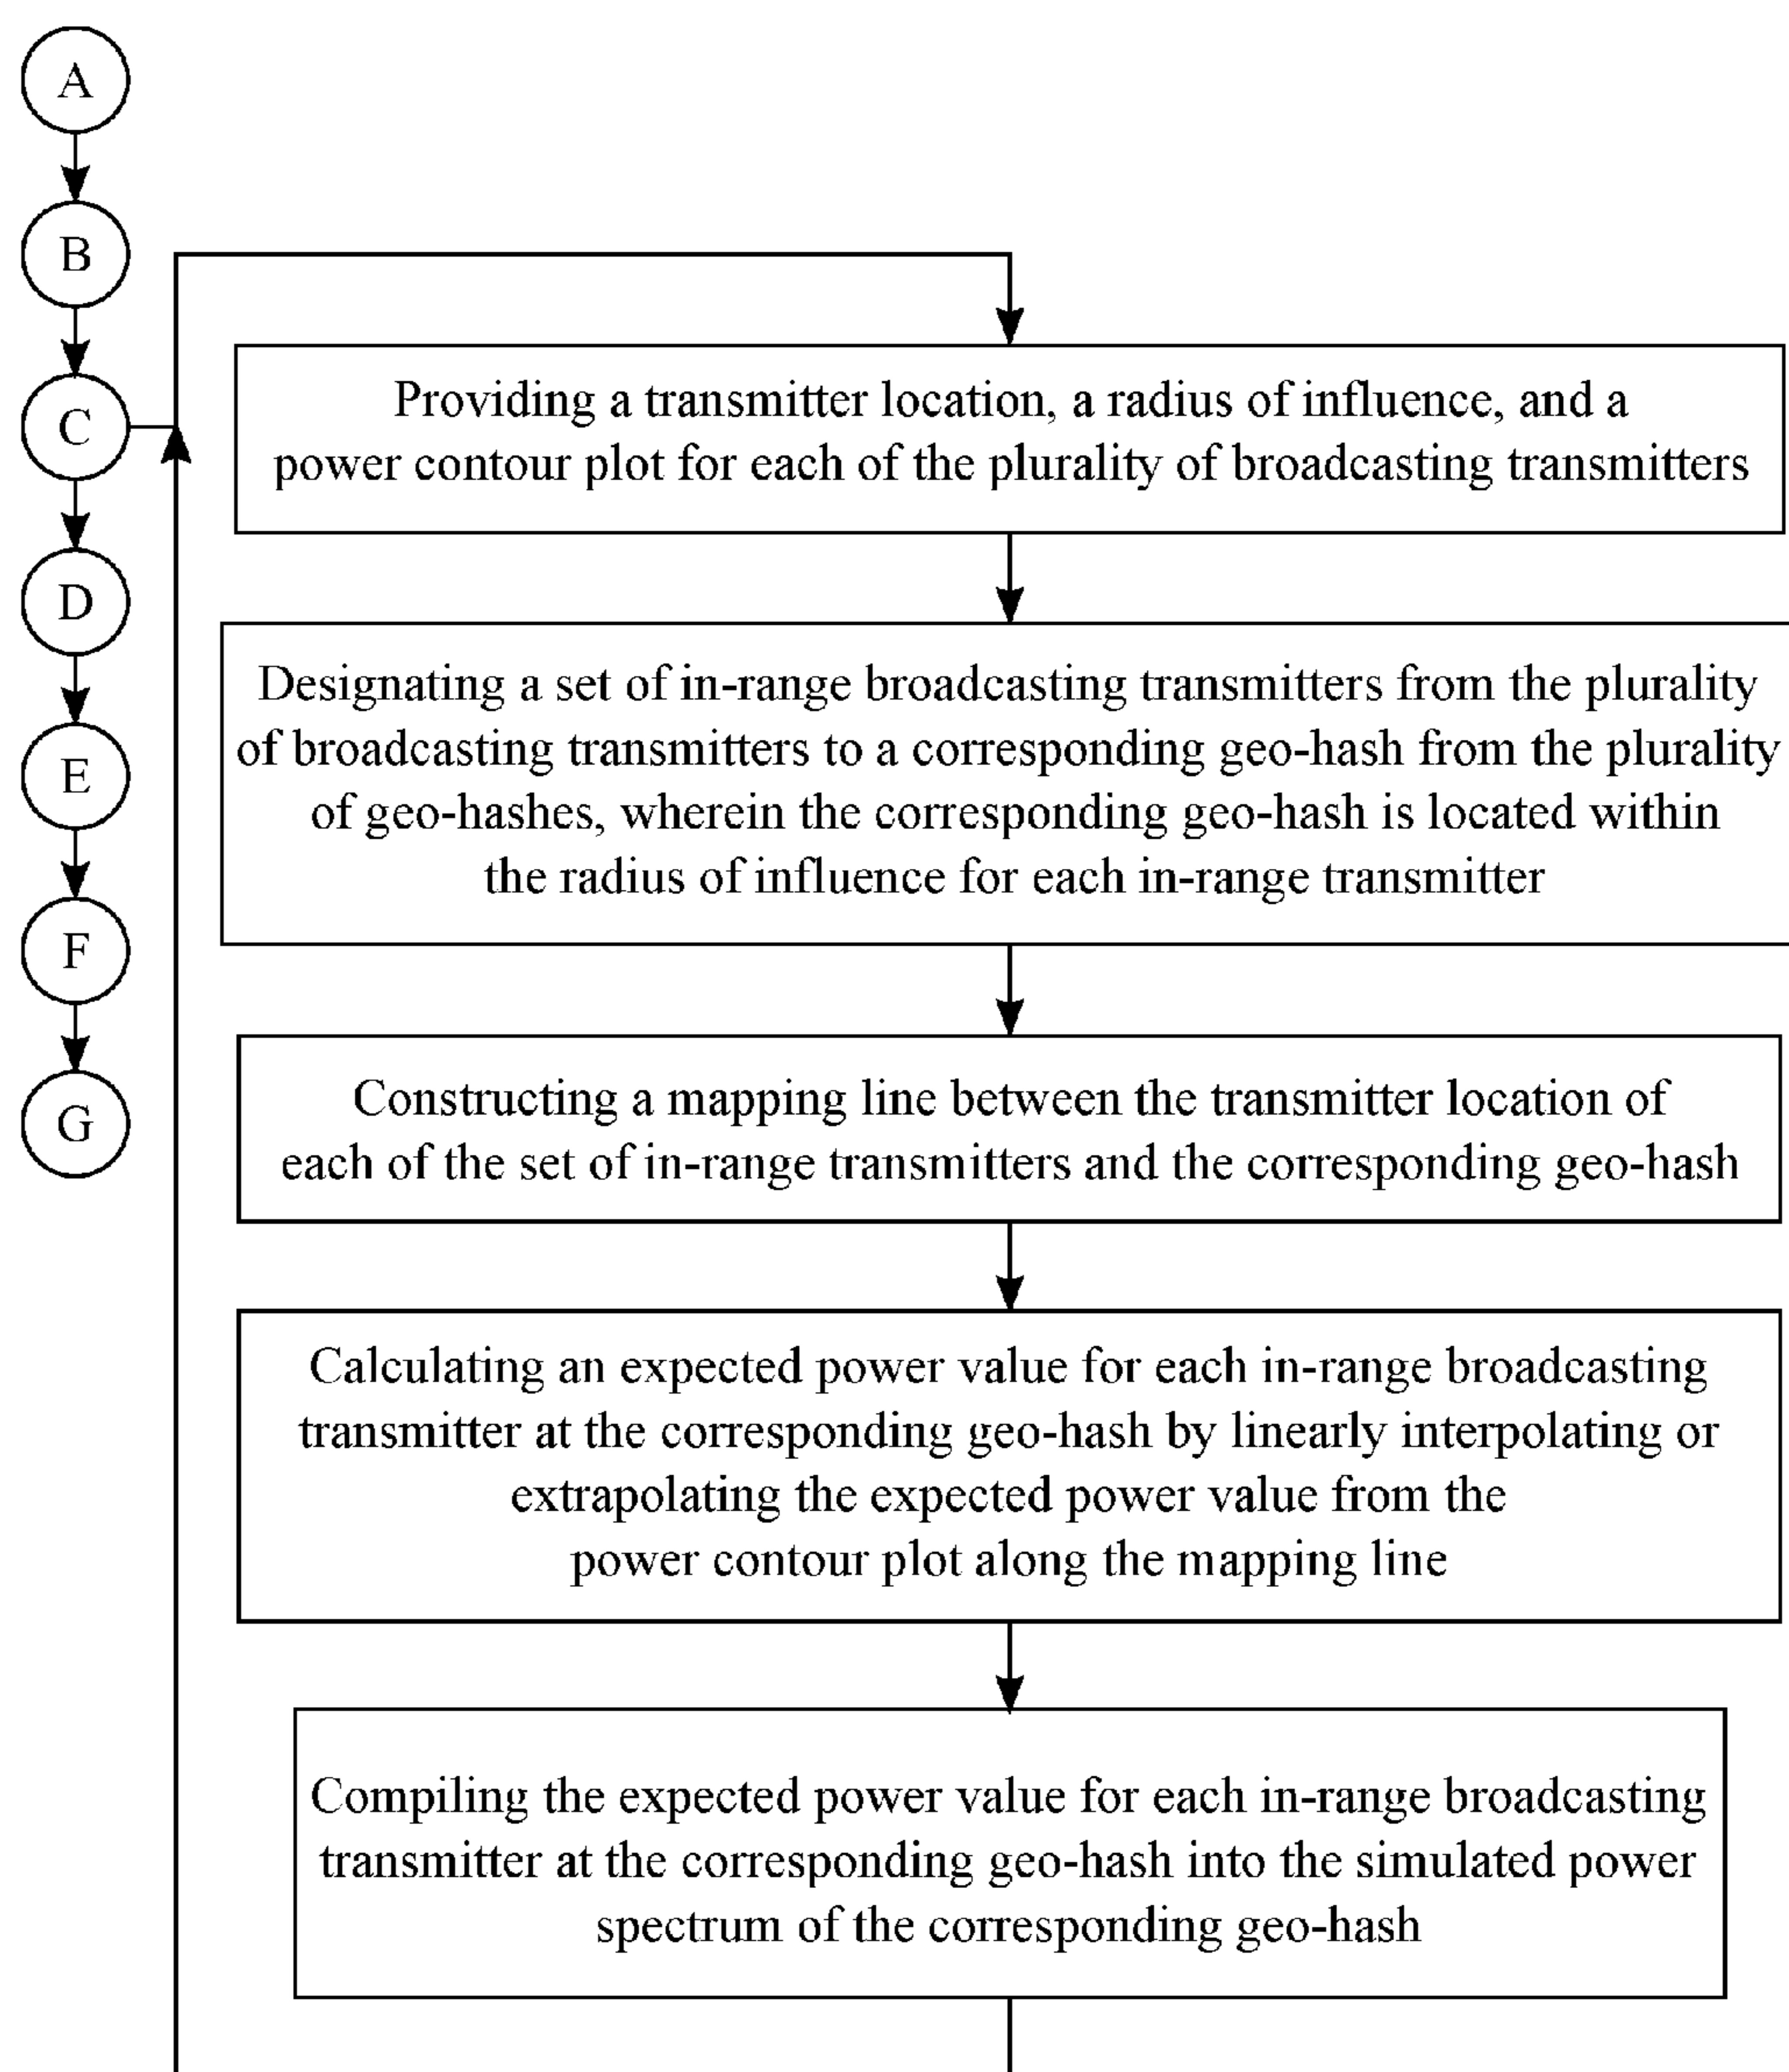 A
B
C
D
E
F
G
Providing a transmitter location, a radius of influence, and a
power contour plot for each of the plurality of broadcasting transmitters
Designating a set of in-range broadcasting transmitters from the plurality
of broadcasting transmitters to a corresponding geo-hash from the plurality
of geo-hashes, wherein the corresponding geo-hash is located within
the radius of influence for each in-range transmitter
Constructing a mapping line between the transmitter location of
each of the set of in-range transmitters and the corresponding geo-hash
Calculating an expected power value for each in-range broadcasting
transmitter at the corresponding geo-hash by linearly interpolating or
extrapolating the expected power value from the
power contour plot along the mapping line
Compiling the expected power value for each in-range broadcasting
transmitter at the corresponding geo-hash into the simulated power
spectrum of the corresponding geo-hash